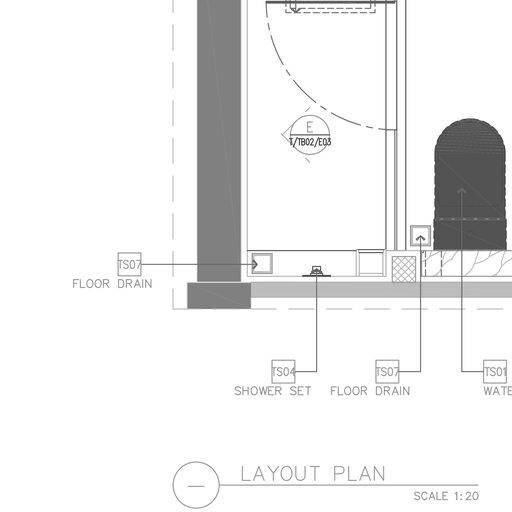 E
T/TB02/E03
TS07
FLOOR DRAIN
TS04
SHOWER SET
TS07
FLOOR DRAIN
TS01
WATE
LAYOUT PLAN
SCALE 1:20